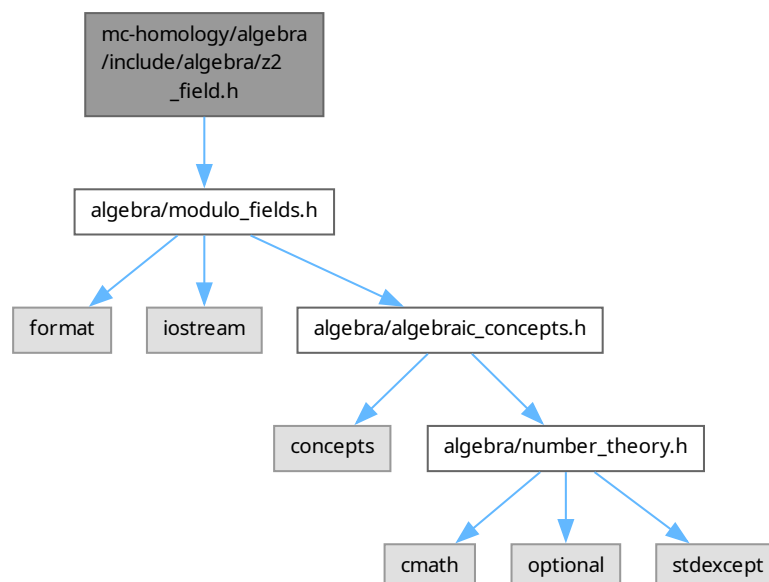 mc-homology/algebra
/include/algebra/z2
_field.h
algebra/modulo_fields.h
format
iostream
algebra/algebraic_concepts.h
concepts
algebra/number_theory.h
cmath
optional
stdexcept